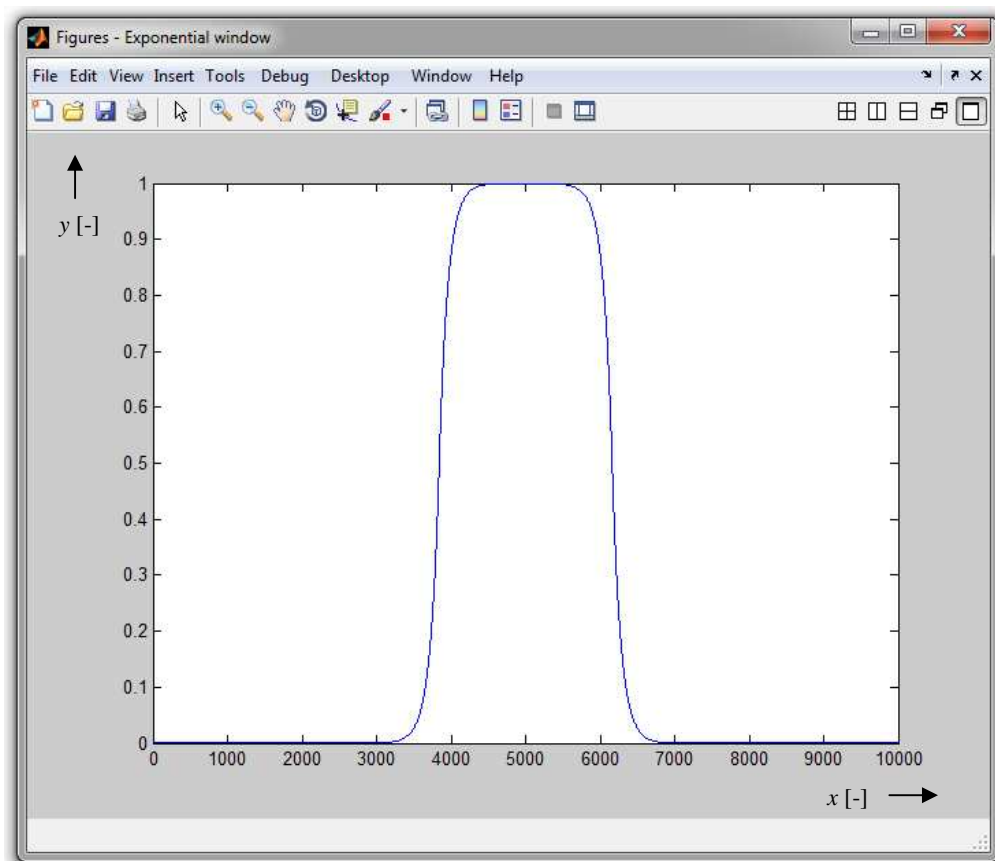 Figures - Exponential window
File Edit View Insert Tools Debug Desktop Window Help
y [-]
1
0.9
0.8
0.7
0.6
0.5
0.4
0.3
0.2
0.1
0
0 1000 2000 3000 4000 5000 6000 7000 8000 9000 10000
x [-]